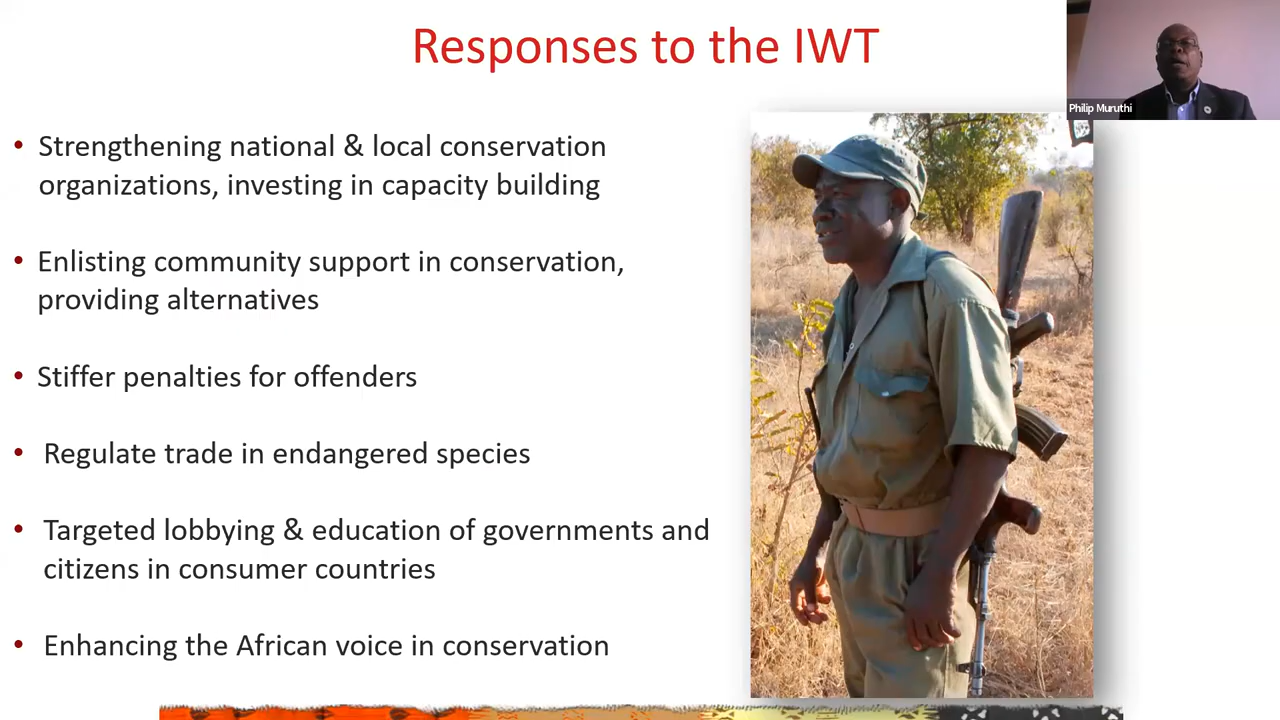 Responses to the IWT
Philip Muruthi
• Strengthening national & local conservation
organizations, investing in capacity building
• Enlisting community support in conservation,
providing alternatives
• Stiffer penalties for offenders
• Regulate trade in endangered species
• Targeted lobbying & education of governments and
citizens in consumer countries
• Enhancing the African voice in conservation